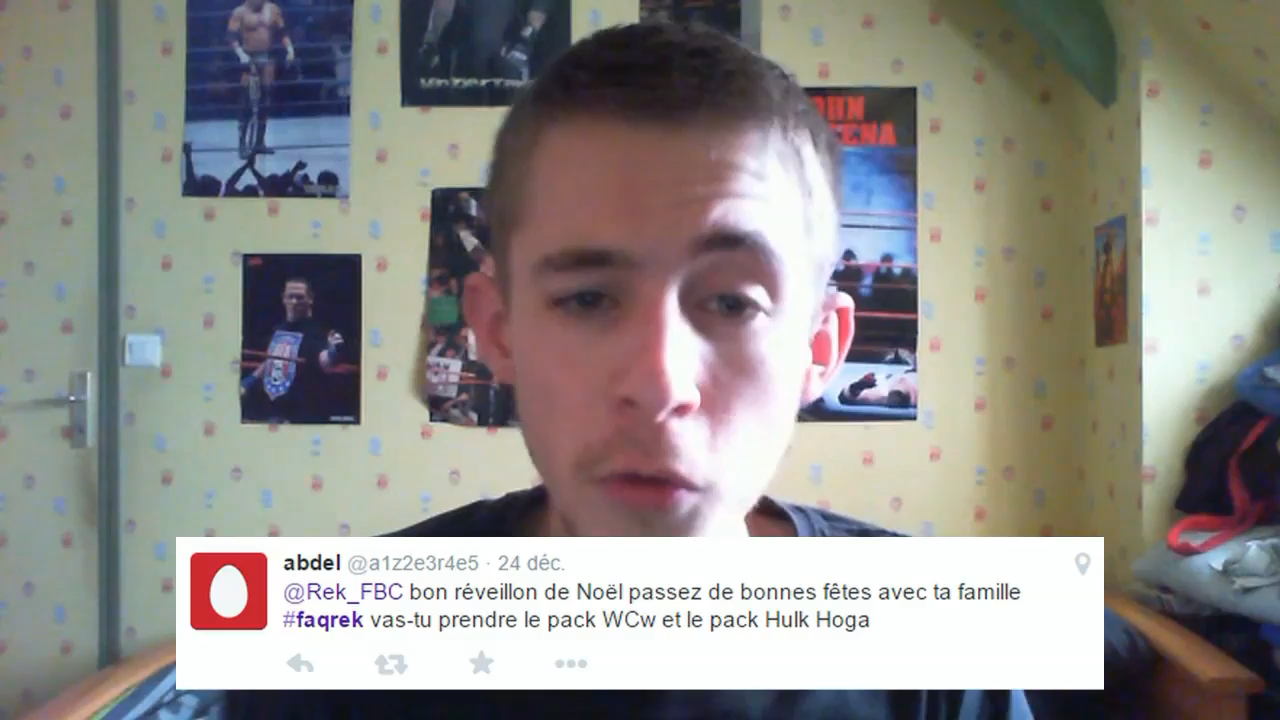 JOHN
CENA
abdel @a1z2e3r4e5 · 24 déc.
@Rek_FBC bon réveillon de Noël passez de bonnes fêtes avec ta famille
#faqrek vas-tu prendre le pack WCw et le pack Hulk Hoga